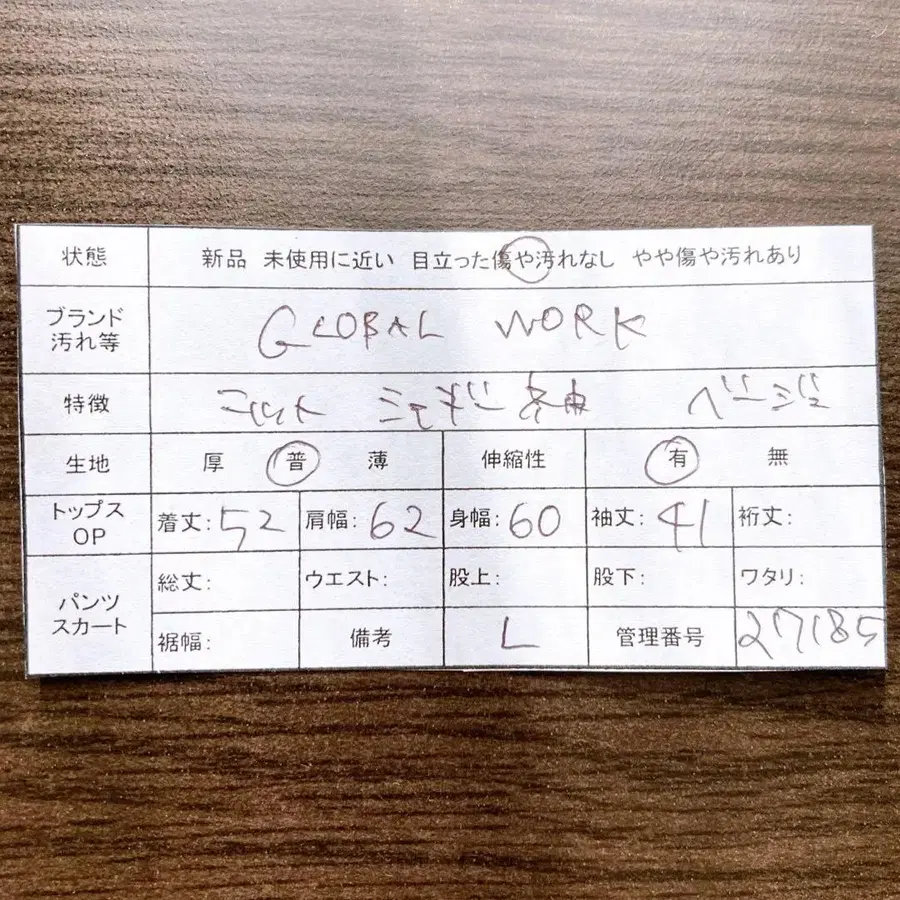 状態 新品 未使用に近い 目立った傷や汚れなし やや傷や汚れあり
ブランド
汚れ等 GLOBAL WORK
特徴 ニット ベージュ
生地 厚 普 薄 伸縮性 有 無
トップス
OP 着丈: 52 肩幅: 62 身幅: 60 袖丈: 41 裄丈:
パンツ
スカート 総丈: ウエスト: 股上: 股下: ワタリ:
裾幅: 備考 L 管理番号 27185